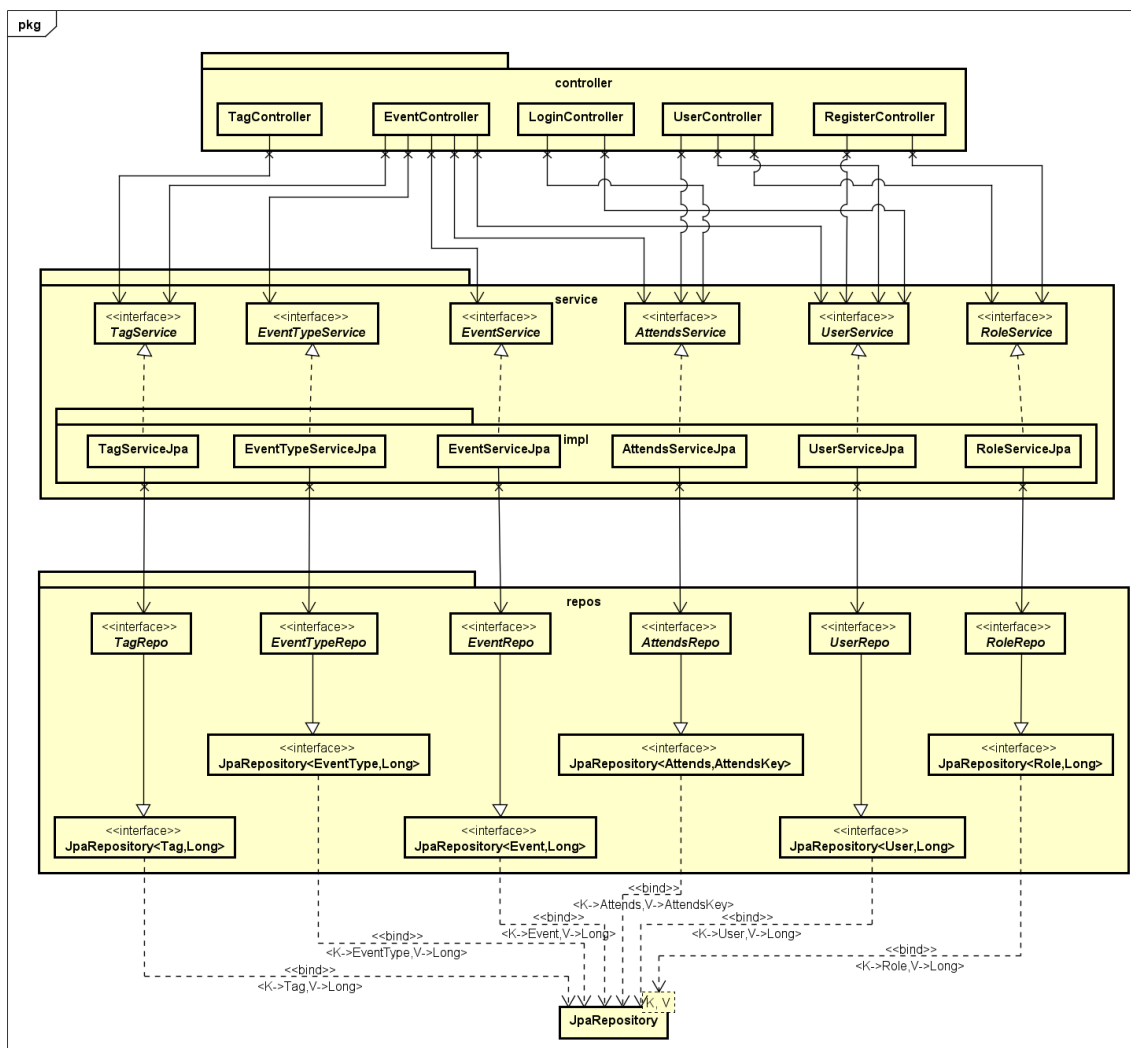 pkg
controller
TagController
EventController
LoginController
UserController
RegisterController
service
<<interface>>
TagService
<<interface>>
EventTypeService
<<interface>>
EventService
<<interface>>
AttendsService
<<interface>>
UserService
<<interface>>
RoleService
impl
TagServiceJpa
EventTypeServiceJpa
EventServiceJpa
AttendsServiceJpa
UserServiceJpa
RoleServiceJpa
repos
<<interface>>
TagRepo
<<interface>>
EventTypeRepo
<<interface>>
EventRepo
<<interface>>
AttendsRepo
<<interface>>
UserRepo
<<interface>>
RoleRepo
<<interface>>
JpaRepository<EventType,Long>
<<interface>>
JpaRepository<Attends,AttendsKey>
<<interface>>
JpaRepository<Role,Long>
<<interface>>
JpaRepository<Tag,Long>
<<interface>>
JpaRepository<Event,Long>
<<interface>>
JpaRepository<User,Long>
<<bind>>
<K->Attends,V->AttendsKey>
<<bind>>
<K->Event,V->Long>
<<bind>>
<K->User,V->Long>
<<bind>>
<K->EventType,V->Long>
<<bind>>
<K->Role,V->Long>
<<bind>>
<K->Tag,V->Long>
K, V
JpaRepository